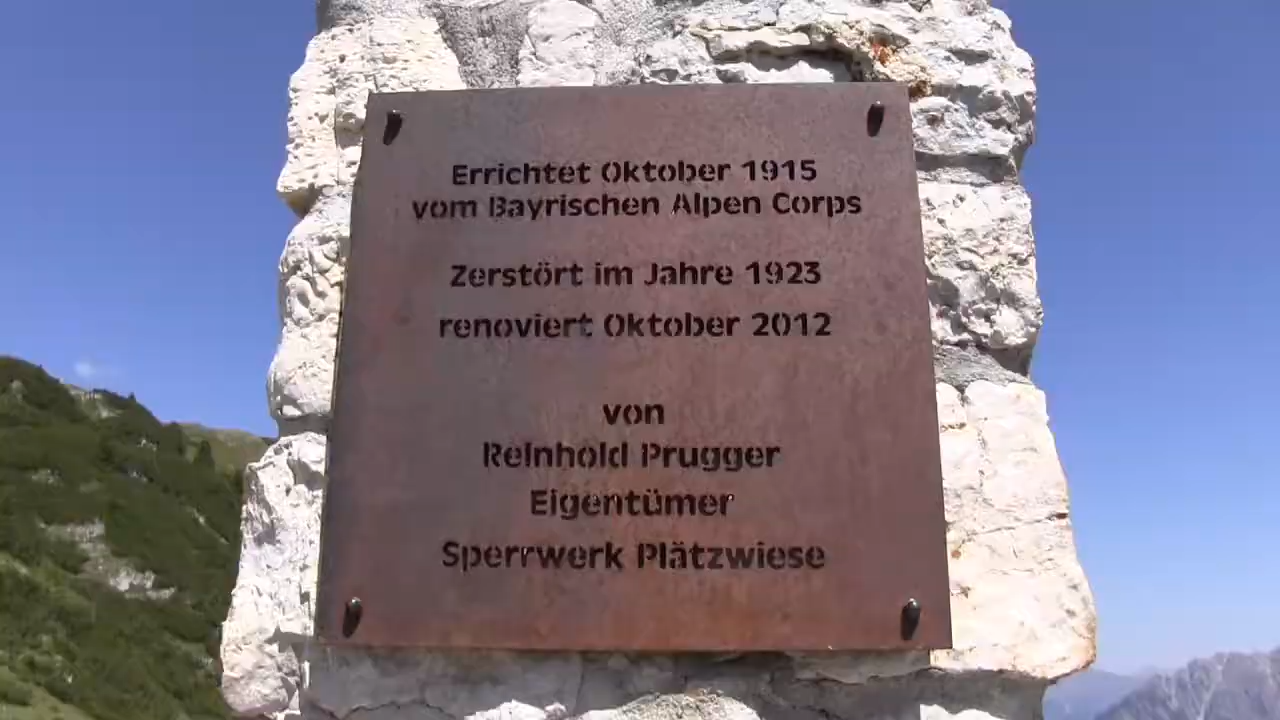 Errichtet Oktober 1915
vom Bayrischen Alpen Corps
Zerstört im Jahre 1923
renoviert Oktober 2012
von
Reinhold Prugger
Eigentümer
Sperrwerk Plätzwiese